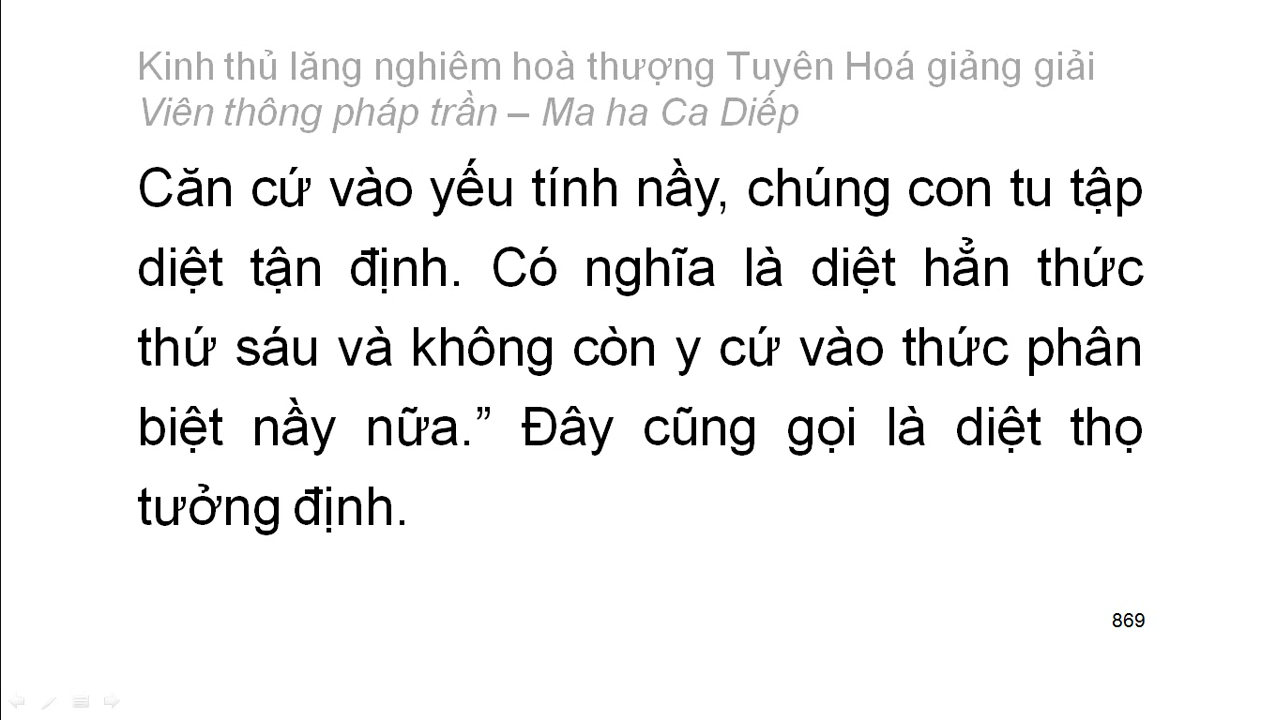 Kinh thủ lăng nghiêm hoà thượng Tuyên Hoá giảng giải
Viên thông pháp trần – Ma ha Ca Diếp
Căn cứ vào yếu tính nầy, chúng con tu tập
diệt tận định. Có nghĩa là diệt hẳn thức
thứ sáu và không còn y cứ vào thức phân
biệt nầy nữa.” Đây cũng gọi là diệt thọ
tưởng định.
869